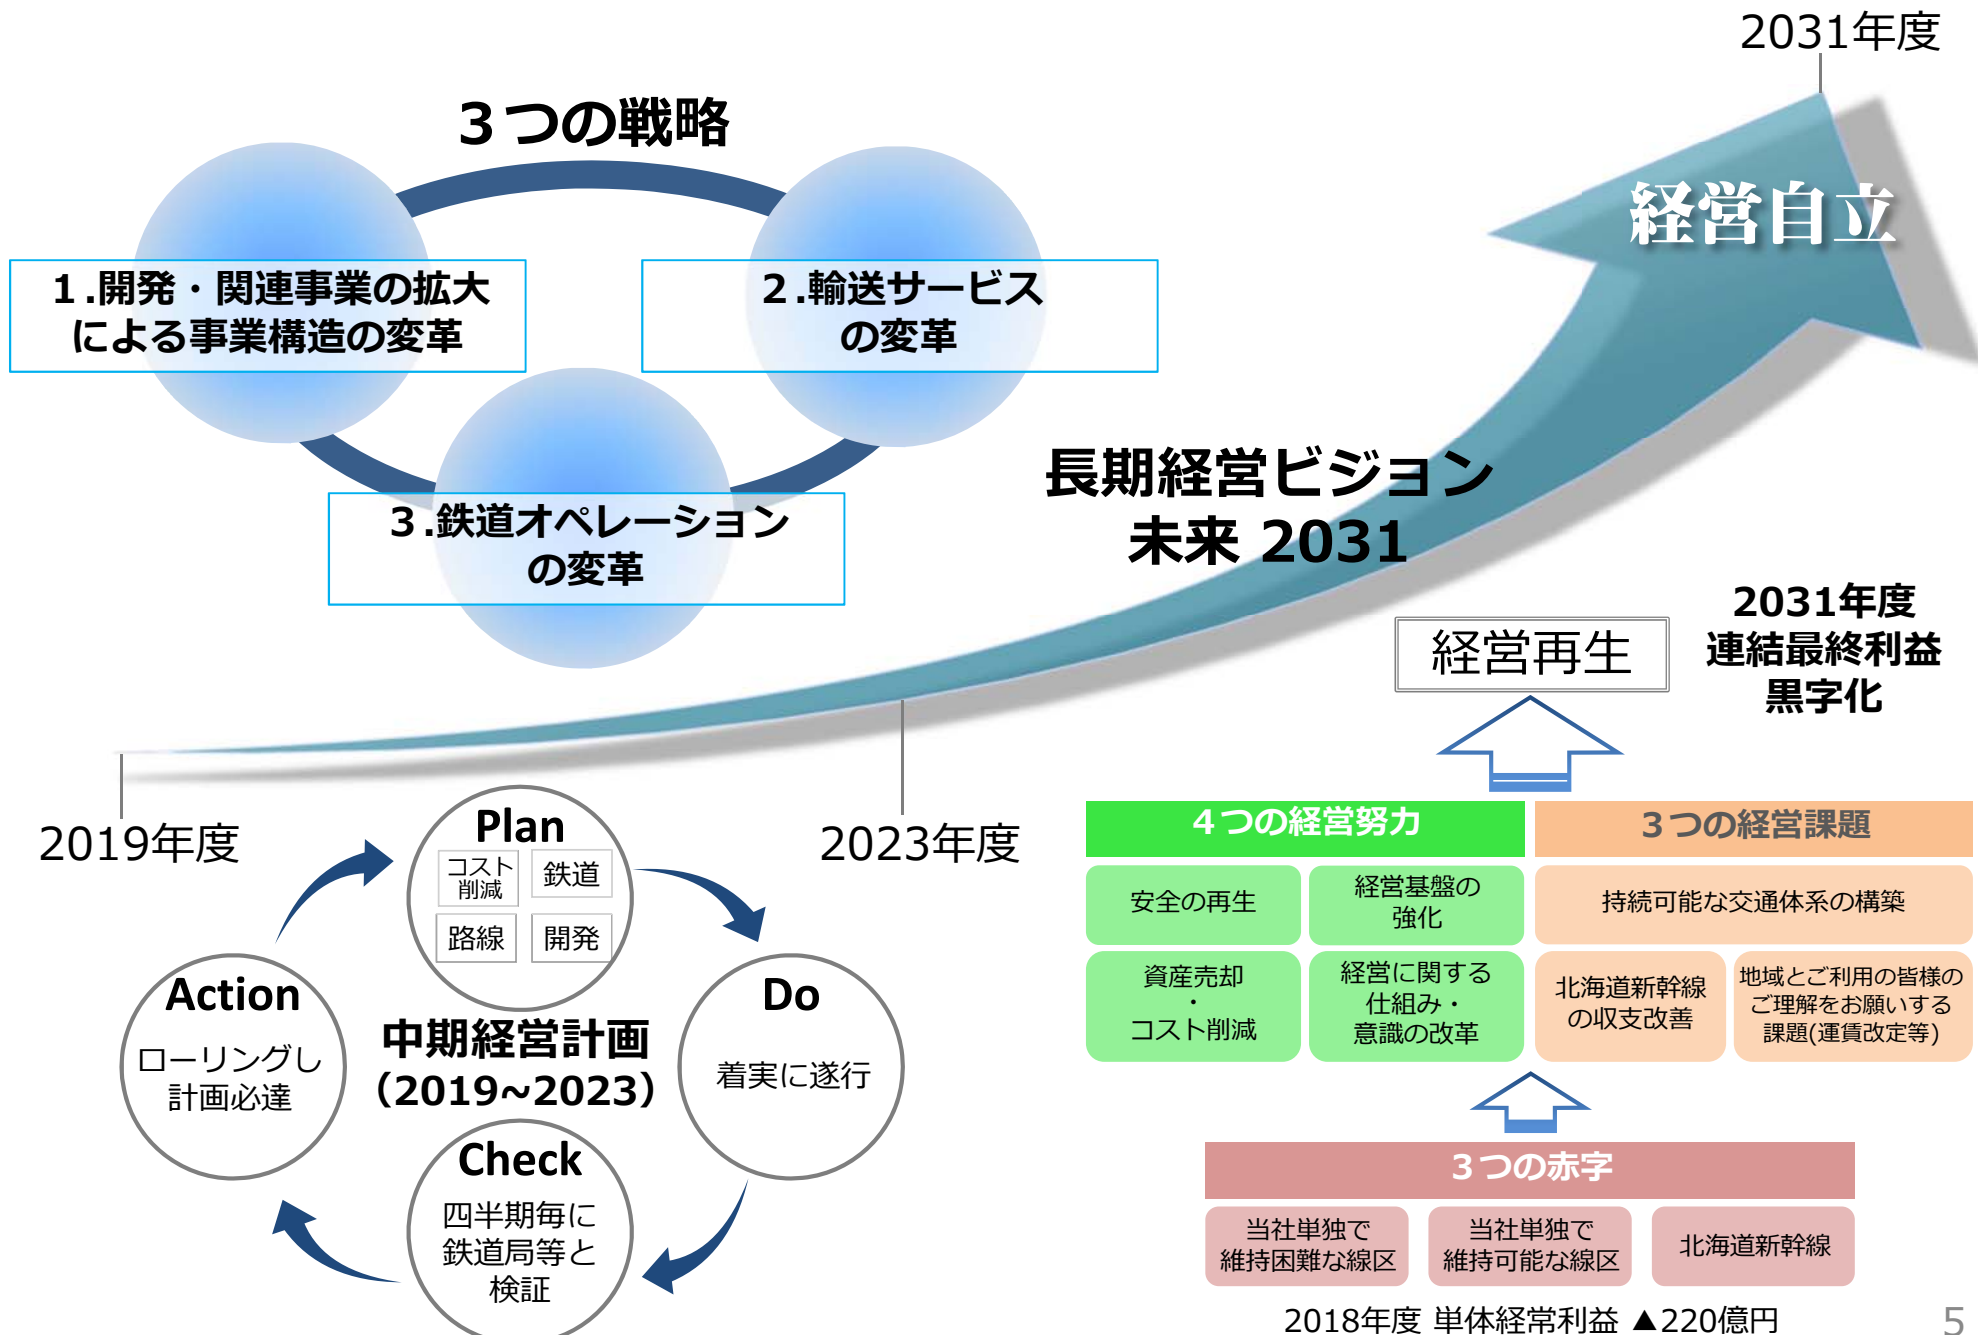 2031年度
３つの戦略
経営自立
１.開発・関連事業の拡大
による事業構造の変革
２.輸送サービス
の変革
３.鉄道オペレーション
の変革
長期経営ビジョン
未来 2031
2031年度
連結最終利益
黒字化
経営再生
2019年度
2023年度
Plan
コスト
削減
鉄道
路線
開発
Do
着実に遂行
Check
四半期毎に
鉄道局等と
検証
Action
ローリングし
計画必達
中期経営計画
（2019~2023）
４つの経営努力
安全の再生
経営基盤の
強化
資産売却
・
コスト削減
経営に関する
仕組み・
意識の改革
３つの経営課題
持続可能な交通体系の構築
北海道新幹線
の収支改善
地域とご利用の皆様の
ご理解をお願いする
課題(運賃改定等)
３つの赤字
当社単独で
維持困難な線区
当社単独で
維持可能な線区
北海道新幹線
2018年度 単体経常利益 ▲220億円
5